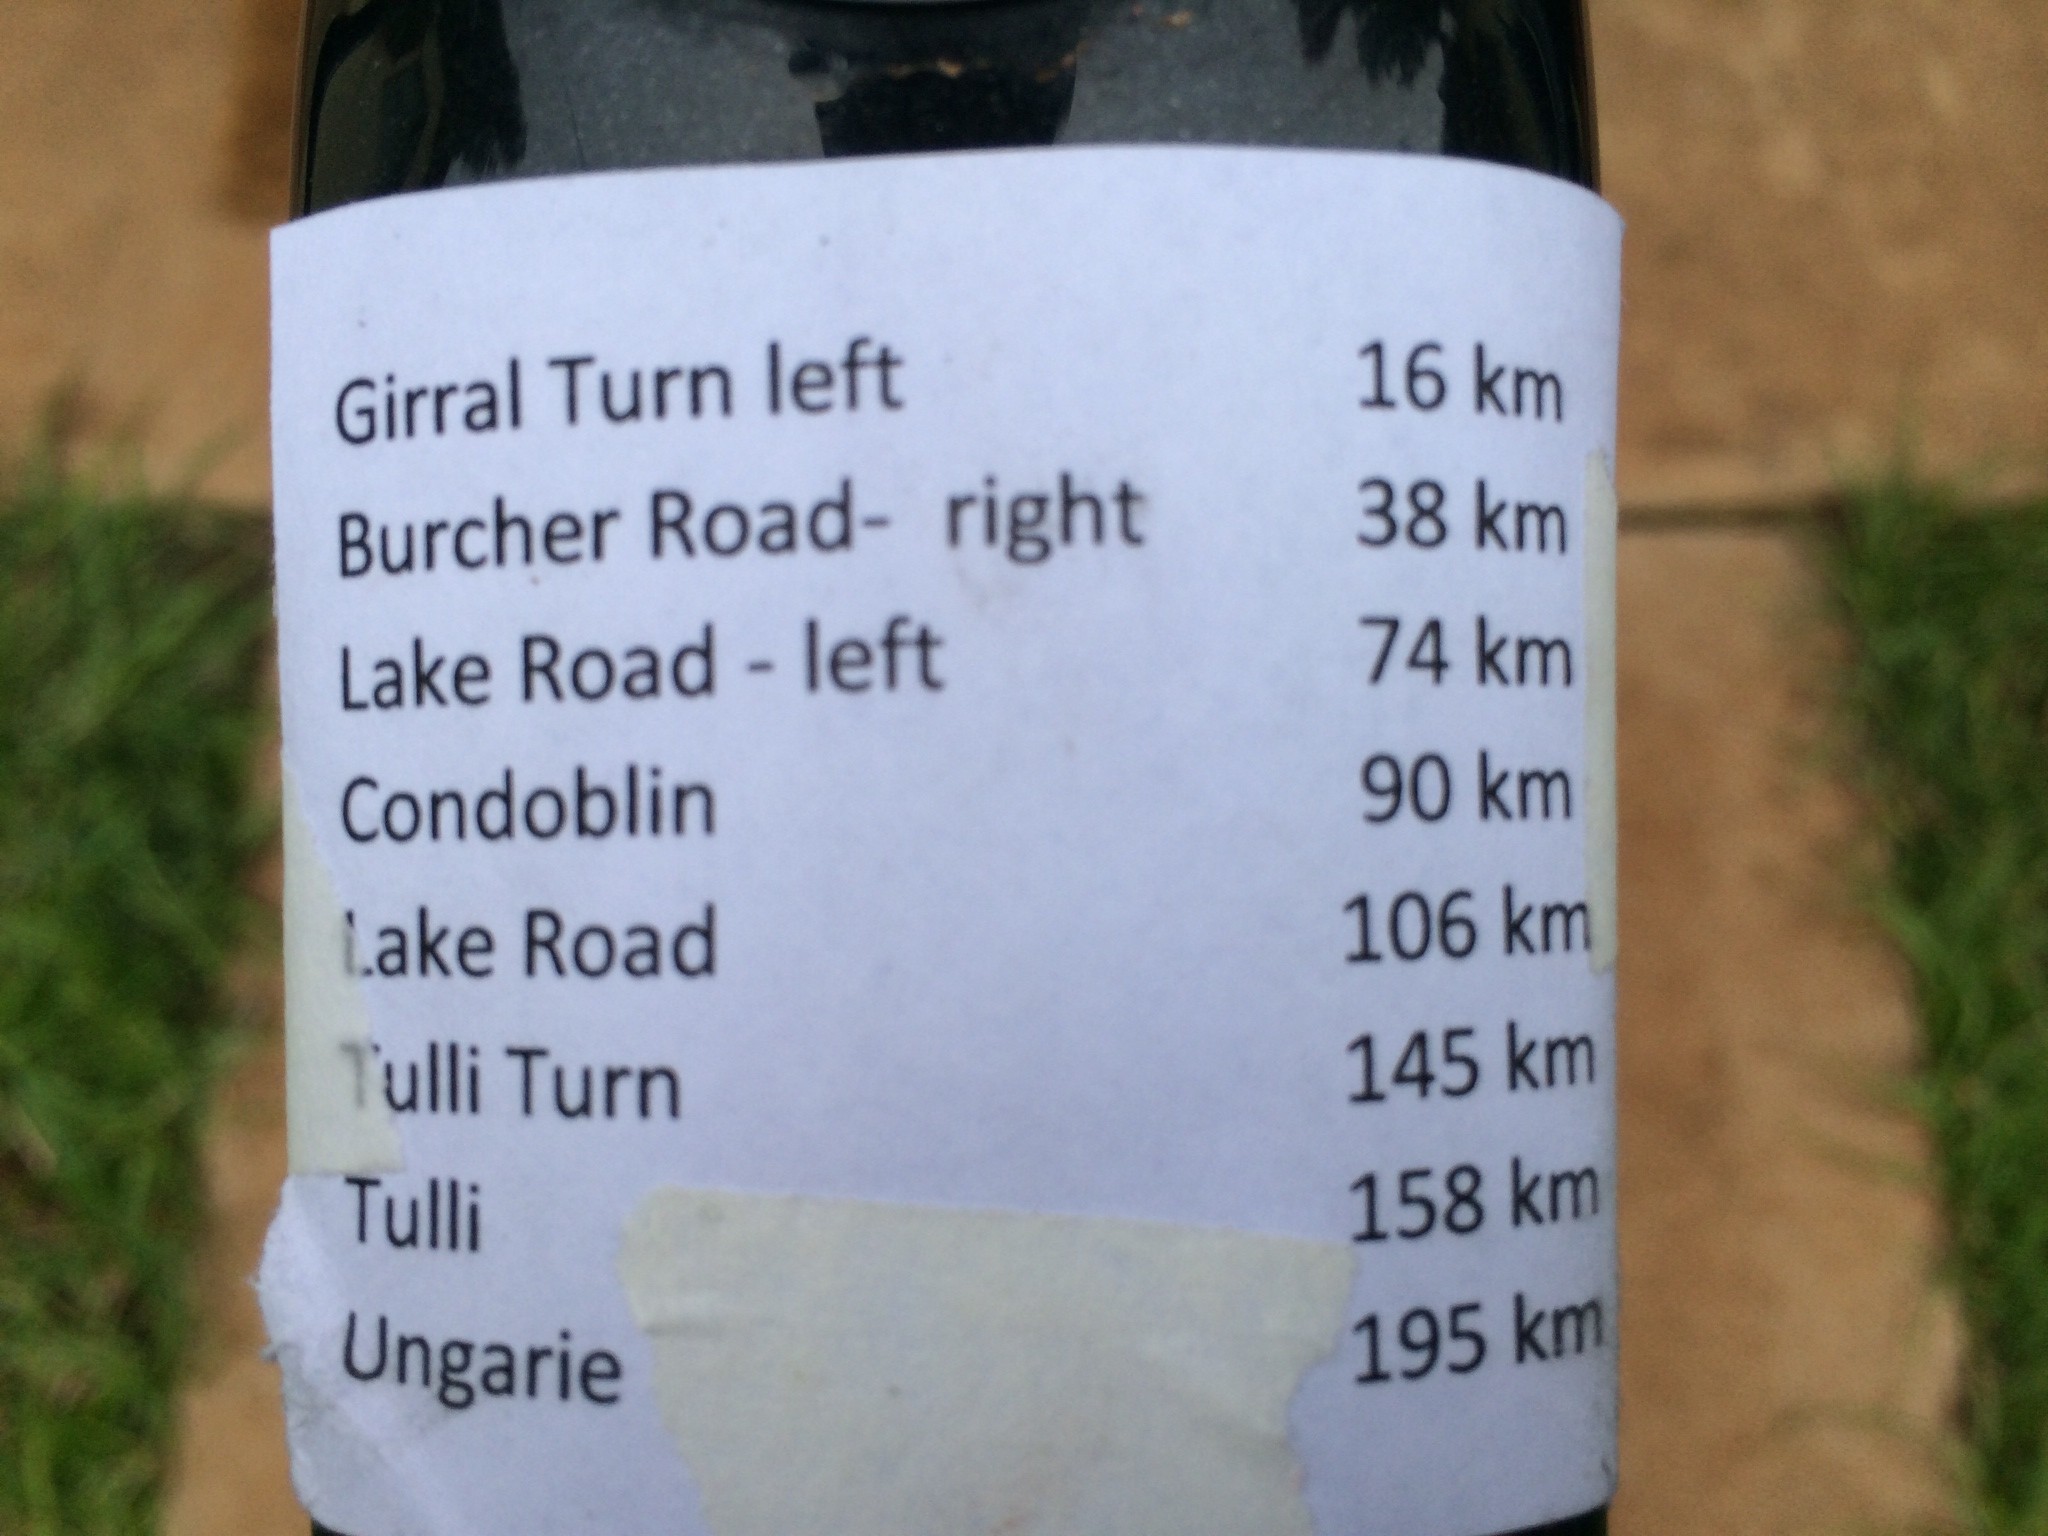 Girral Turn left 16 km
Burcher Road- right 38 km
Lake Road - left 74 km
Condoblin 90 km
Lake Road 106 km
Tulli Turn 145 km
Tulli 158 km
Ungarie 195 km